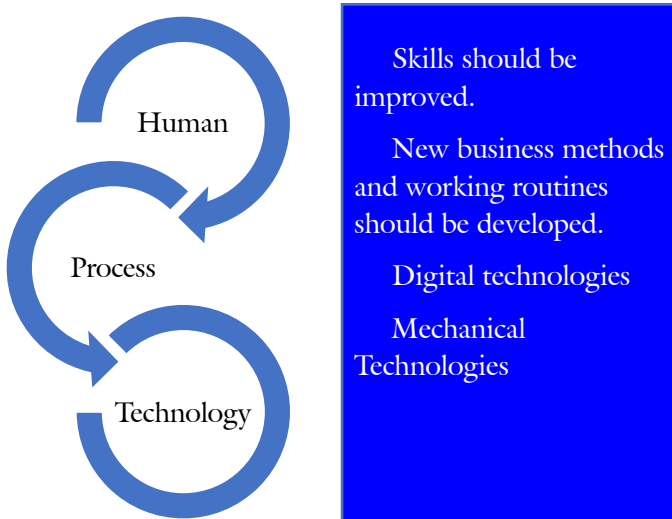 Human
Process
Technology
Skills should be
improved.
New business methods
and working routines
should be developed.
Digital technologies
Mechanical
Technologies